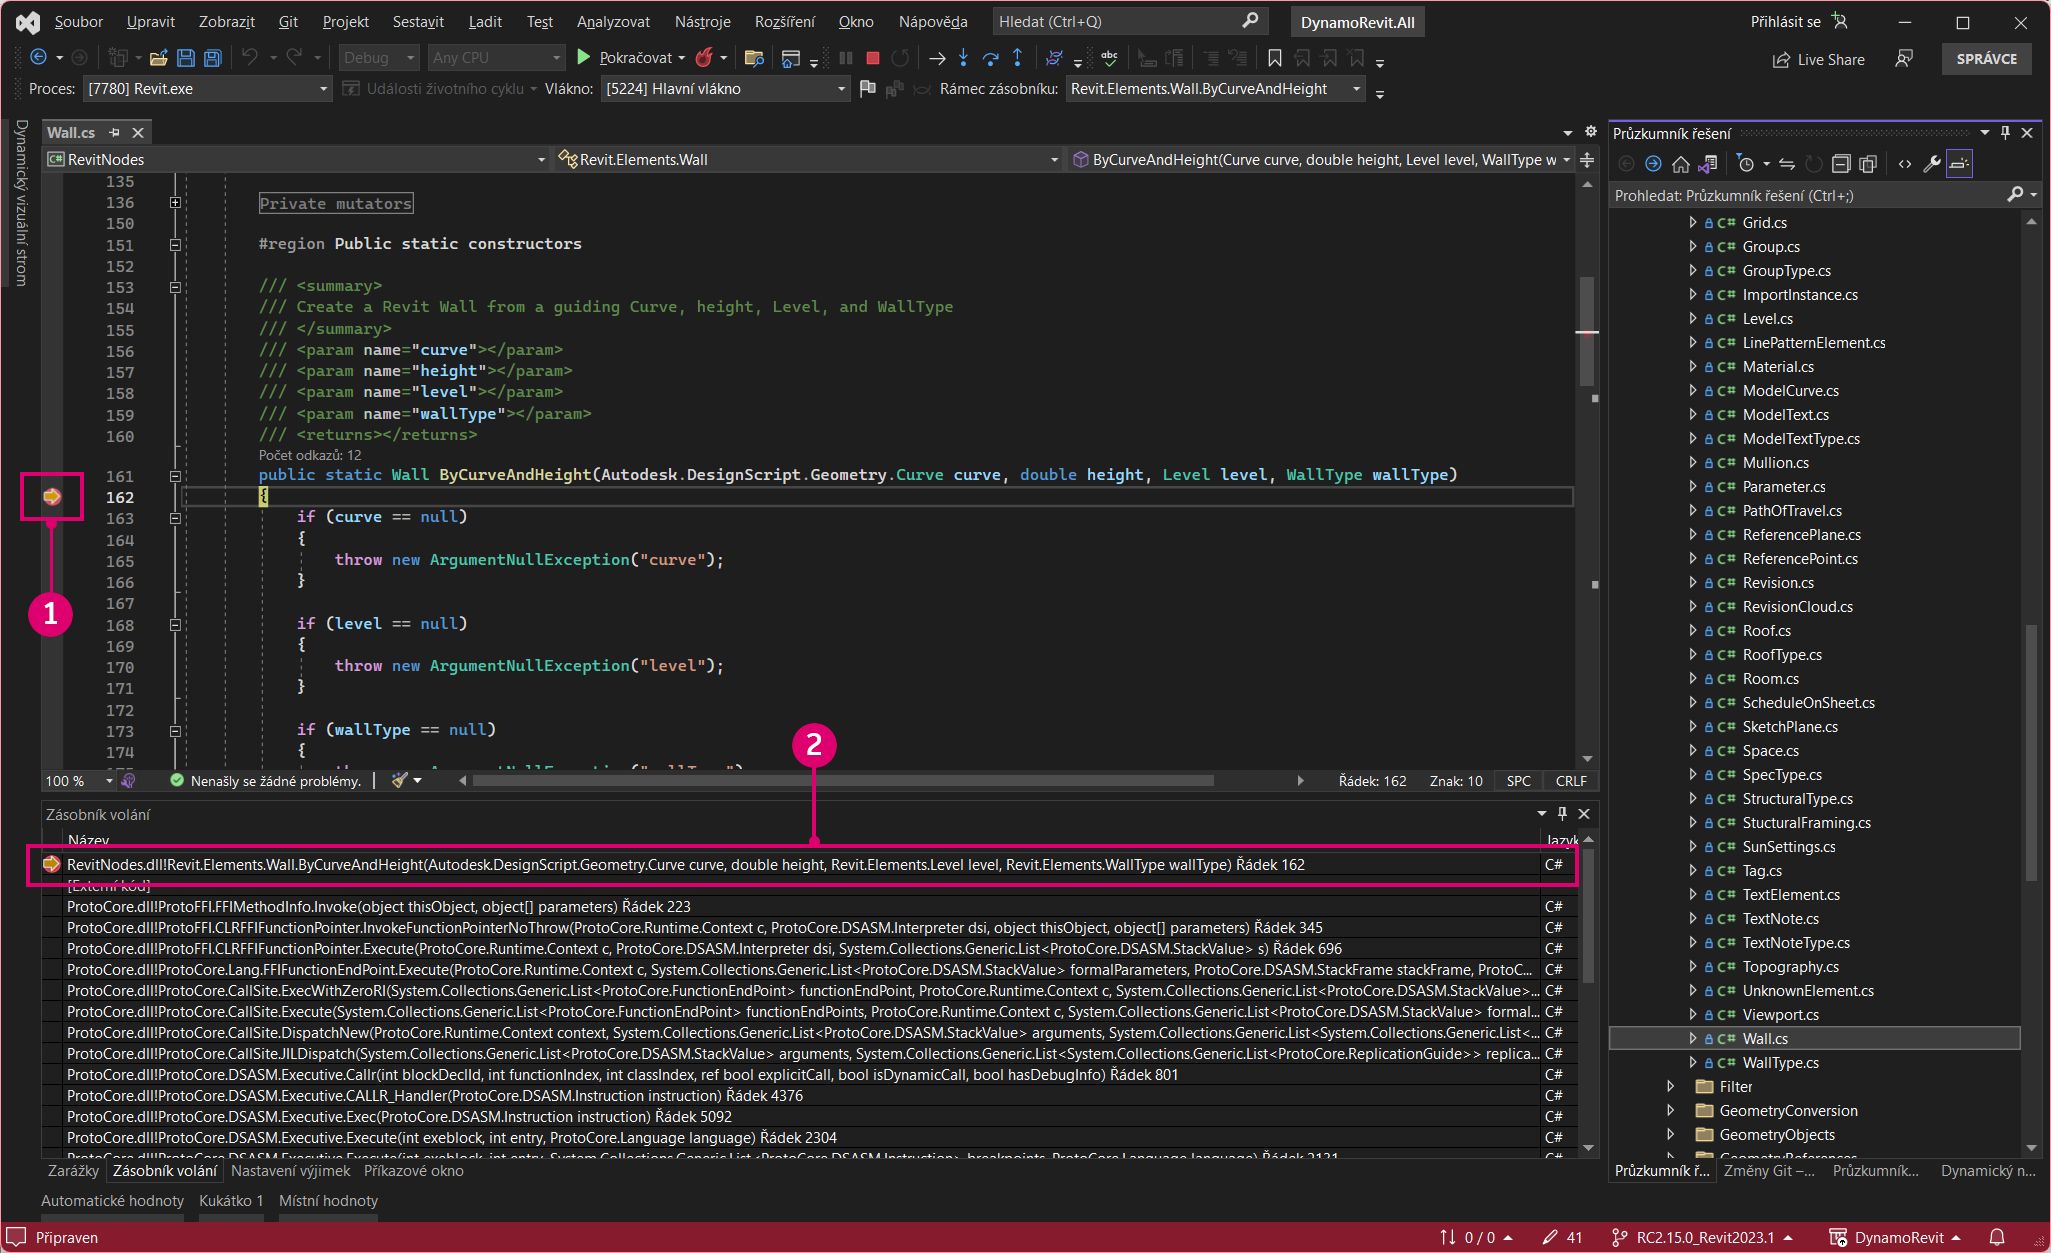 Soubor Upravit Zobrazit Git Projekt Sestavit Ladit Test Analyzovat Nástroje Rozšíření Okno Nápověda Hledat (Ctrl+Q) DynamoRevit.All Přihlásit se
Debug Any CPU Pokračovat abc Live Share SPRÁVCE
Proces: [7780] Revit.exe Události životního cyklu Vlákno: [5224] Hlavní vlákno Rámec zásobníku: Revit.Elements.Wall.ByCurveAndHeight
Dynamický vizuální strom
Wall.cs
RevitNodes Revit.Elements.Wall ByCurveAndHeight(Curve curve, double height, Level level, WallType w
135
136 Private mutators
150
151 #region Public static constructors
152
153 /// <summary>
154 /// Create a Revit Wall from a guiding Curve, height, Level, and WallType
155 /// </summary>
156 /// <param name="curve"></param>
157 /// <param name="height"></param>
158 /// <param name="level"></param>
159 /// <param name="wallType"></param>
160 /// <returns></returns>
Počet odkazů: 12
161 public static Wall ByCurveAndHeight(Autodesk.DesignScript.Geometry.Curve curve, double height, Level level, WallType wallType)
162 {
163 if (curve == null)
164 {
165 throw new ArgumentNullException("curve");
166 }
167
168 if (level == null)
169 {
170 throw new ArgumentNullException("level");
171 }
172
173 if (wallType == null)
174 {
1
2
100 % Nenašly se žádné problémy. Řádek: 162 Znak: 10 SPC CRLF
Zásobník volání
Název Jazyk
RevitNodes.dll!Revit.Elements.Wall.ByCurveAndHeight(Autodesk.DesignScript.Geometry.Curve curve, double height, Revit.Elements.Level level, Revit.Elements.WallType wallType) Řádek 162 C#
[Externí kód]
ProtoCore.dll!ProtoFFI.FFIMethodInfo.Invoke(object thisObject, object[] parameters) Řádek 223 C#
ProtoCore.dll!ProtoFFI.CLRFFIFunctionPointer.InvokeFunctionPointerNoThrow(ProtoCore.Runtime.Context c, ProtoCore.DSASM.Interpreter dsi, object thisObject, object[] parameters) Řádek 345 C#
ProtoCore.dll!ProtoFFI.CLRFFIFunctionPointer.Execute(ProtoCore.Runtime.Context c, ProtoCore.DSASM.Interpreter dsi, System.Collections.Generic.List<ProtoCore.DSASM.StackValue> s) Řádek 696 C#
ProtoCore.dll!ProtoCore.Lang.FFIFunctionEndPoint.Execute(ProtoCore.Runtime.Context c, System.Collections.Generic.List<ProtoCore.DSASM.StackValue> formalParameters, ProtoCore.DSASM.StackFrame stackFrame, ProtoC... C#
ProtoCore.dll!ProtoCore.CallSite.ExecWithZeroRI(System.Collections.Generic.List<ProtoCore.FunctionEndPoint> functionEndPoint, ProtoCore.Runtime.Context c, System.Collections.Generic.List<ProtoCore.DSASM.StackValue>... C#
ProtoCore.dll!ProtoCore.CallSite.Execute(System.Collections.Generic.List<ProtoCore.FunctionEndPoint> functionEndPoints, ProtoCore.Runtime.Context c, System.Collections.Generic.List<ProtoCore.DSASM.StackValue> formal... C#
ProtoCore.dll!ProtoCore.CallSite.DispatchNew(ProtoCore.Runtime.Context context, System.Collections.Generic.List<ProtoCore.DSASM.StackValue> arguments, System.Collections.Generic.List<System.Collections.Generic.List<... C#
ProtoCore.dll!ProtoCore.CallSite.JILDispatch(System.Collections.Generic.List<ProtoCore.DSASM.StackValue> arguments, System.Collections.Generic.List<System.Collections.Generic.List<ProtoCore.ReplicationGuide>> replica... C#
ProtoCore.dll!ProtoCore.DSASM.Executive.Callr(int blockDeclId, int functionIndex, int classIndex, ref bool explicitCall, bool isDynamicCall, bool hasDebugInfo) Řádek 801 C#
ProtoCore.dll!ProtoCore.DSASM.Executive.CALLR_Handler(ProtoCore.DSASM.Instruction instruction) Řádek 4376 C#
ProtoCore.dll!ProtoCore.DSASM.Executive.Exec(ProtoCore.DSASM.Instruction instruction) Řádek 5092 C#
ProtoCore.dll!ProtoCore.DSASM.Executive.Execute(int exeblock, int entry, ProtoCore.Language language) Řádek 2304 C#
ProtoCore.dll!ProtoCore.DSASM.Executive.Execute(int exeblock, int entry, System.Collections.Generic.List<ProtoCore.DSASM.Instruction> breakpoints, ProtoCore.Language language) Řádek 2131 C#
Zarážky Zásobník volání Nastavení výjimek Příkazové okno
Automatické hodnoty Kukátko 1 Místní hodnoty
Průzkumník řešení
Prohledat: Průzkumník řešení (Ctrl+;)
C# Grid.cs
C# Group.cs
C# GroupType.cs
C# ImportInstance.cs
C# Level.cs
C# LinePatternElement.cs
C# Material.cs
C# ModelCurve.cs
C# ModelText.cs
C# ModelTextType.cs
C# Mullion.cs
C# Parameter.cs
C# PathOfTravel.cs
C# ReferencePlane.cs
C# ReferencePoint.cs
C# Revision.cs
C# RevisionCloud.cs
C# Roof.cs
C# RoofType.cs
C# Room.cs
C# ScheduleOnSheet.cs
C# SketchPlane.cs
C# Space.cs
C# SpecType.cs
C# StructuralType.cs
C# StucturalFraming.cs
C# SunSettings.cs
C# Tag.cs
C# TextElement.cs
C# TextNote.cs
C# TextNoteType.cs
C# Topography.cs
C# UnknownElement.cs
C# Viewport.cs
C# Wall.cs
C# WallType.cs
Filter
GeometryConversion
GeometryObjects
GeometryReferences
Průzkumník ř... Změny Git –... Průzkumník... Dynamický n...
Připraven 0 / 0 41 RC2.15.0_Revit2023.1 DynamoRevit